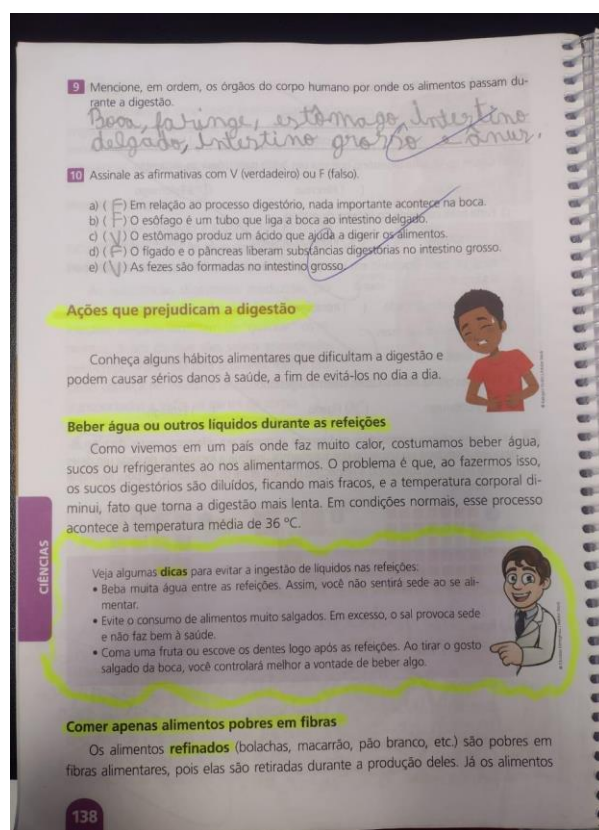 9 Mencione, em ordem, os órgãos do corpo humano por onde os alimentos passam du-
rante a digestão.
Boca, faringe, estômago, Intestino
delgado, Intestino grosso e ânus.
10 Assinale as afirmativas com V (verdadeiro) ou F (falso).
a) (F) Em relação ao processo digestório, nada importante acontece na boca.
b) (F) O esôfago é um tubo que liga a boca ao intestino delgado.
c) (V) O estômago produz um ácido que ajuda a digerir os alimentos.
d) (F) O fígado e o pâncreas liberam substâncias digestórias no intestino grosso.
e) (V) As fezes são formadas no intestino grosso.
Ações que prejudicam a digestão
Conheça alguns hábitos alimentares que dificultam a digestão e
podem causar sérios danos à saúde, a fim de evitá-los no dia a dia.
Beber água ou outros líquidos durante as refeições
Como vivemos em um país onde faz muito calor, costumamos beber água,
sucos ou refrigerantes ao nos alimentarmos. O problema é que, ao fazermos isso,
os sucos digestórios são diluídos, ficando mais fracos, e a temperatura corporal di-
minui, fato que torna a digestão mais lenta. Em condições normais, esse processo
acontece à temperatura média de 36 ºC.
CIÊNCIAS
Veja algumas dicas para evitar a ingestão de líquidos nas refeições:
• Beba muita água entre as refeições. Assim, você não sentirá sede ao se ali-
mentar.
• Evite o consumo de alimentos muito salgados. Em excesso, o sal provoca sede
e não faz bem à saúde.
• Coma uma fruta ou escove os dentes logo após as refeições. Ao tirar o gosto
salgado da boca, você controlará melhor a vontade de beber algo.
Comer apenas alimentos pobres em fibras
Os alimentos refinados (bolachas, macarrão, pão branco, etc.) são pobres em
fibras alimentares, pois elas são retiradas durante a produção deles. Já os alimentos
138